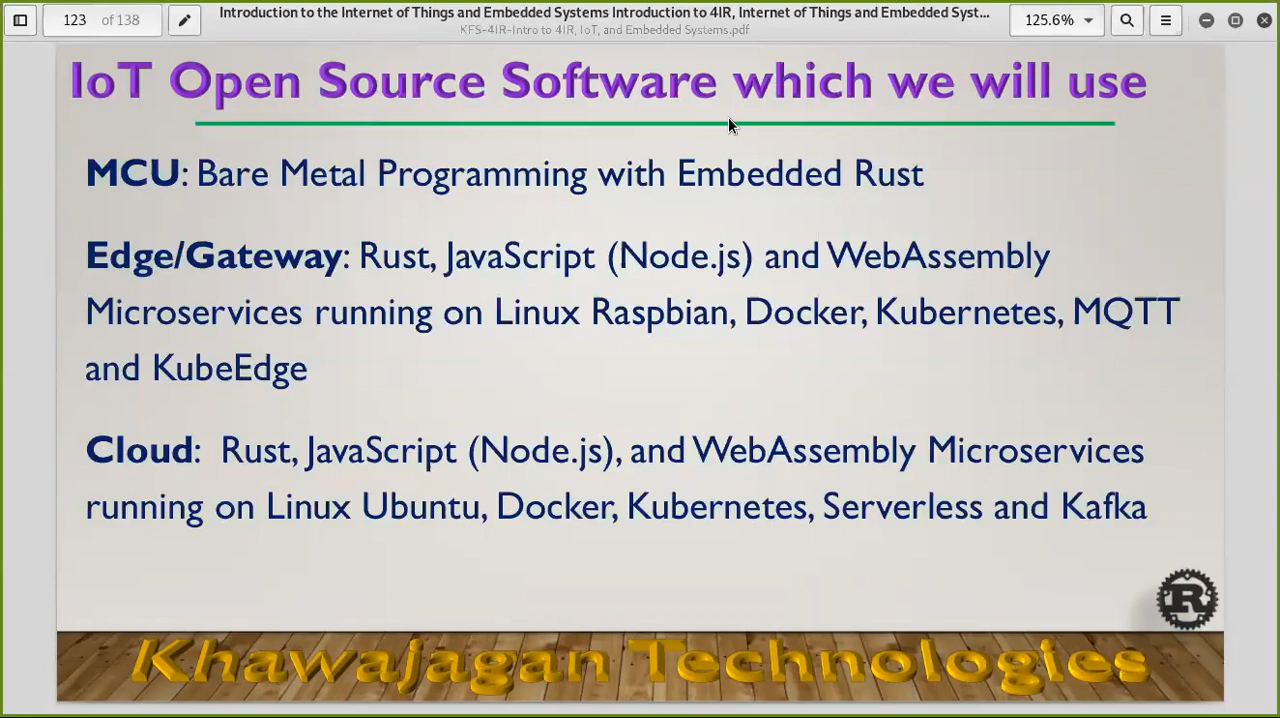 123 of 138
Introduction to the Internet of Things and Embedded Systems Introduction to 4IR, Internet of Things and Embedded Syst...
KFS-4IR-Intro to 4IR, IoT, and Embedded Systems.pdf
125.6%
IoT Open Source Software which we will use
MCU: Bare Metal Programming with Embedded Rust
Edge/Gateway: Rust, JavaScript (Node.js) and WebAssembly
Microservices running on Linux Raspbian, Docker, Kubernetes, MQTT
and KubeEdge
Cloud: Rust, JavaScript (Node.js), and WebAssembly Microservices
running on Linux Ubuntu, Docker, Kubernetes, Serverless and Kafka
R
Khawajagan Technologies